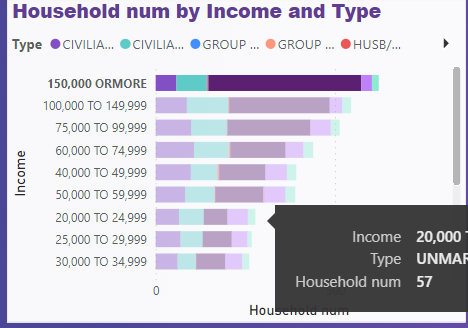 Household num by Income and Type
Type CIVILIA... CIVILIA... GROUP ... GROUP ... HUSB/...
Income
150,000 ORMORE
100,000 TO 149,999
75,000 TO 99,999
60,000 TO 74,999
40,000 TO 49,999
50,000 TO 59,999
20,000 TO 24,999
25,000 TO 29,999
30,000 TO 34,999
0
Household num
Income 20,000 T
Type UNMAR
Household num 57